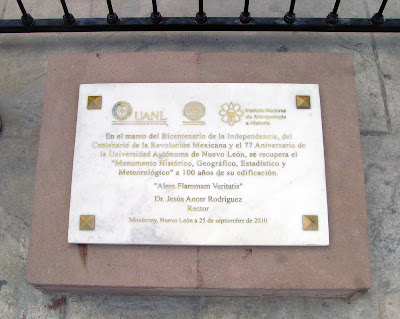 UANL
Instituto Nacional
de Antropología
e Historia
En el marco del Bicentenario de la Independencia, del
Centenario de la Revolución Mexicana y el 77 Aniversario de
la Universidad Autónoma de Nuevo León, se recupera el
"Monumento Histórico, Geográfico, Estadístico y
Meteorológico" a 100 años de su edificación.
"Alere Flammam Veritatis"
Dr. Jesús Ancer Rodríguez
Rector
Monterrey, Nuevo León a 25 de septiembre de 2010